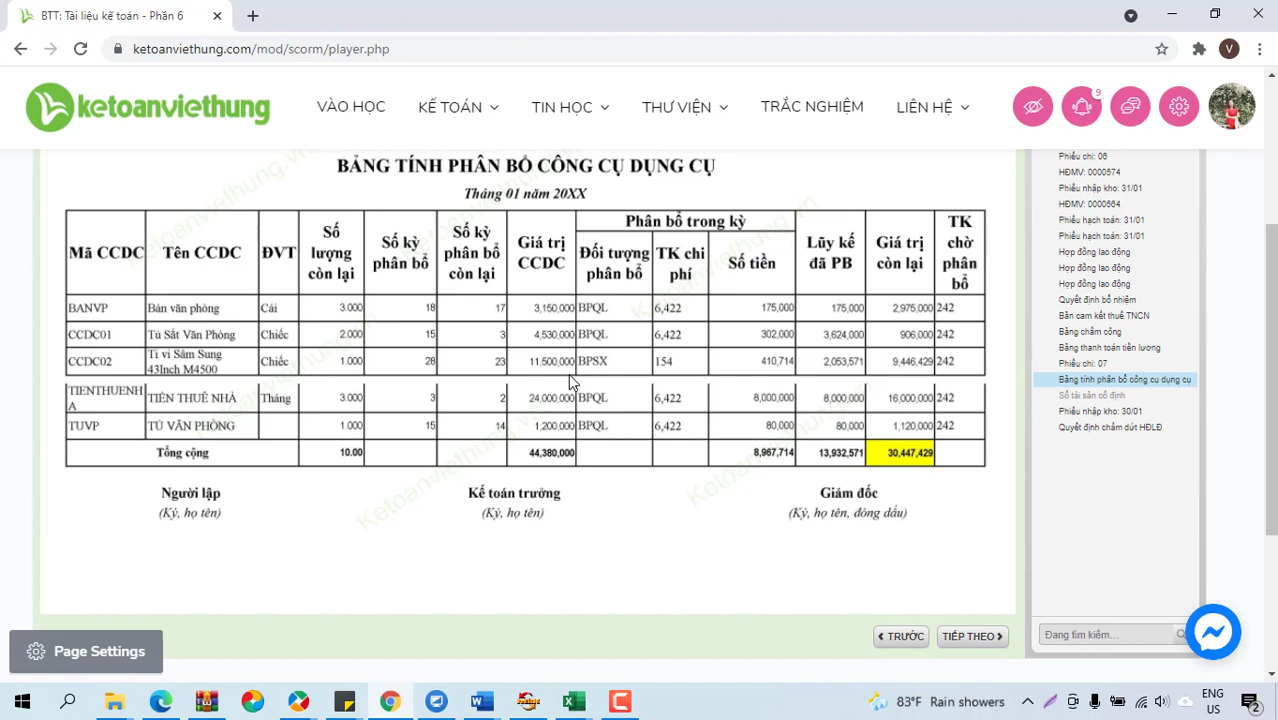 BTT: Tài liệu kế toán - Phần 6
ketoanviethung.com/mod/scorm/player.php
V
ketoanviethung
VÀO HỌC
KẾ TOÁN
TIN HỌC
THƯ VIỆN
TRẮC NGHIỆM
LIÊN HỆ
9
BẢNG TÍNH PHÂN BỔ CÔNG CỤ DỤNG CỤ
Tháng 01 năm 20XX
Mã CCDC Tên CCDC ĐVT Số lượng còn lại Số kỳ phân bổ Số kỳ phân bổ còn lại Giá trị CCDC Phân bổ trong kỳ Lũy kế đã PB Giá trị còn lại TK chờ phân bổ
Đối tượng phân bổ TK chi phí Số tiền
BANVP Bàn văn phòng Cái 3.000 18 17 3,150,000 BPQL 6,422 175,000 175,000 2,975,000 242
CCDC01 Tủ Sắt Văn Phòng Chiếc 2.000 15 3 4,530,000 BPQL 6,422 302,000 3,624,000 906,000 242
CCDC02 Ti vi Sâm Sung 43Inch M4500 Chiếc 1.000 28 23 11,500,000 BPSX 154 410,714 2,053,571 9,446,429 242
TIENTHUENHA TIỀN THUÊ NHÀ Tháng 3.000 3 2 24,000,000 BPQL 6,422 8,000,000 8,000,000 16,000,000 242
TUVP TỦ VĂN PHÒNG 1.000 15 14 1,200,000 BPQL 6,422 80,000 80,000 1,120,000 242
Tổng cộng 10.00 44,380,000 8,967,714 13,932,571 30,447,429
Người lập Kế toán trưởng Giám đốc
(Ký, họ tên) (Ký, họ tên) (Ký, họ tên, đóng dấu)
Ketoanviethung.vn
TRƯỚC
TIẾP THEO
Phiếu chi: 06
HĐMV: 0000574
Phiếu nhập kho: 31/01
HĐMV: 0000564
Phiếu hạch toán: 31/01
Phiếu hạch toán: 31/01
Hợp đồng lao động
Hợp đồng lao động
Hợp đồng lao động
Quyết định bổ nhiệm
Bản cam kết thuế TNCN
Bảng chấm công
Bảng thanh toán tiền lương
Phiếu chi: 07
Bảng tính phân bổ công cụ dụng cụ
Sổ tài sản cố định
Phiếu nhập kho: 30/01
Quyết định chấm dứt HĐLĐ
Đang tìm kiếm...
Page Settings
83°F Rain showers
ENG
US
2